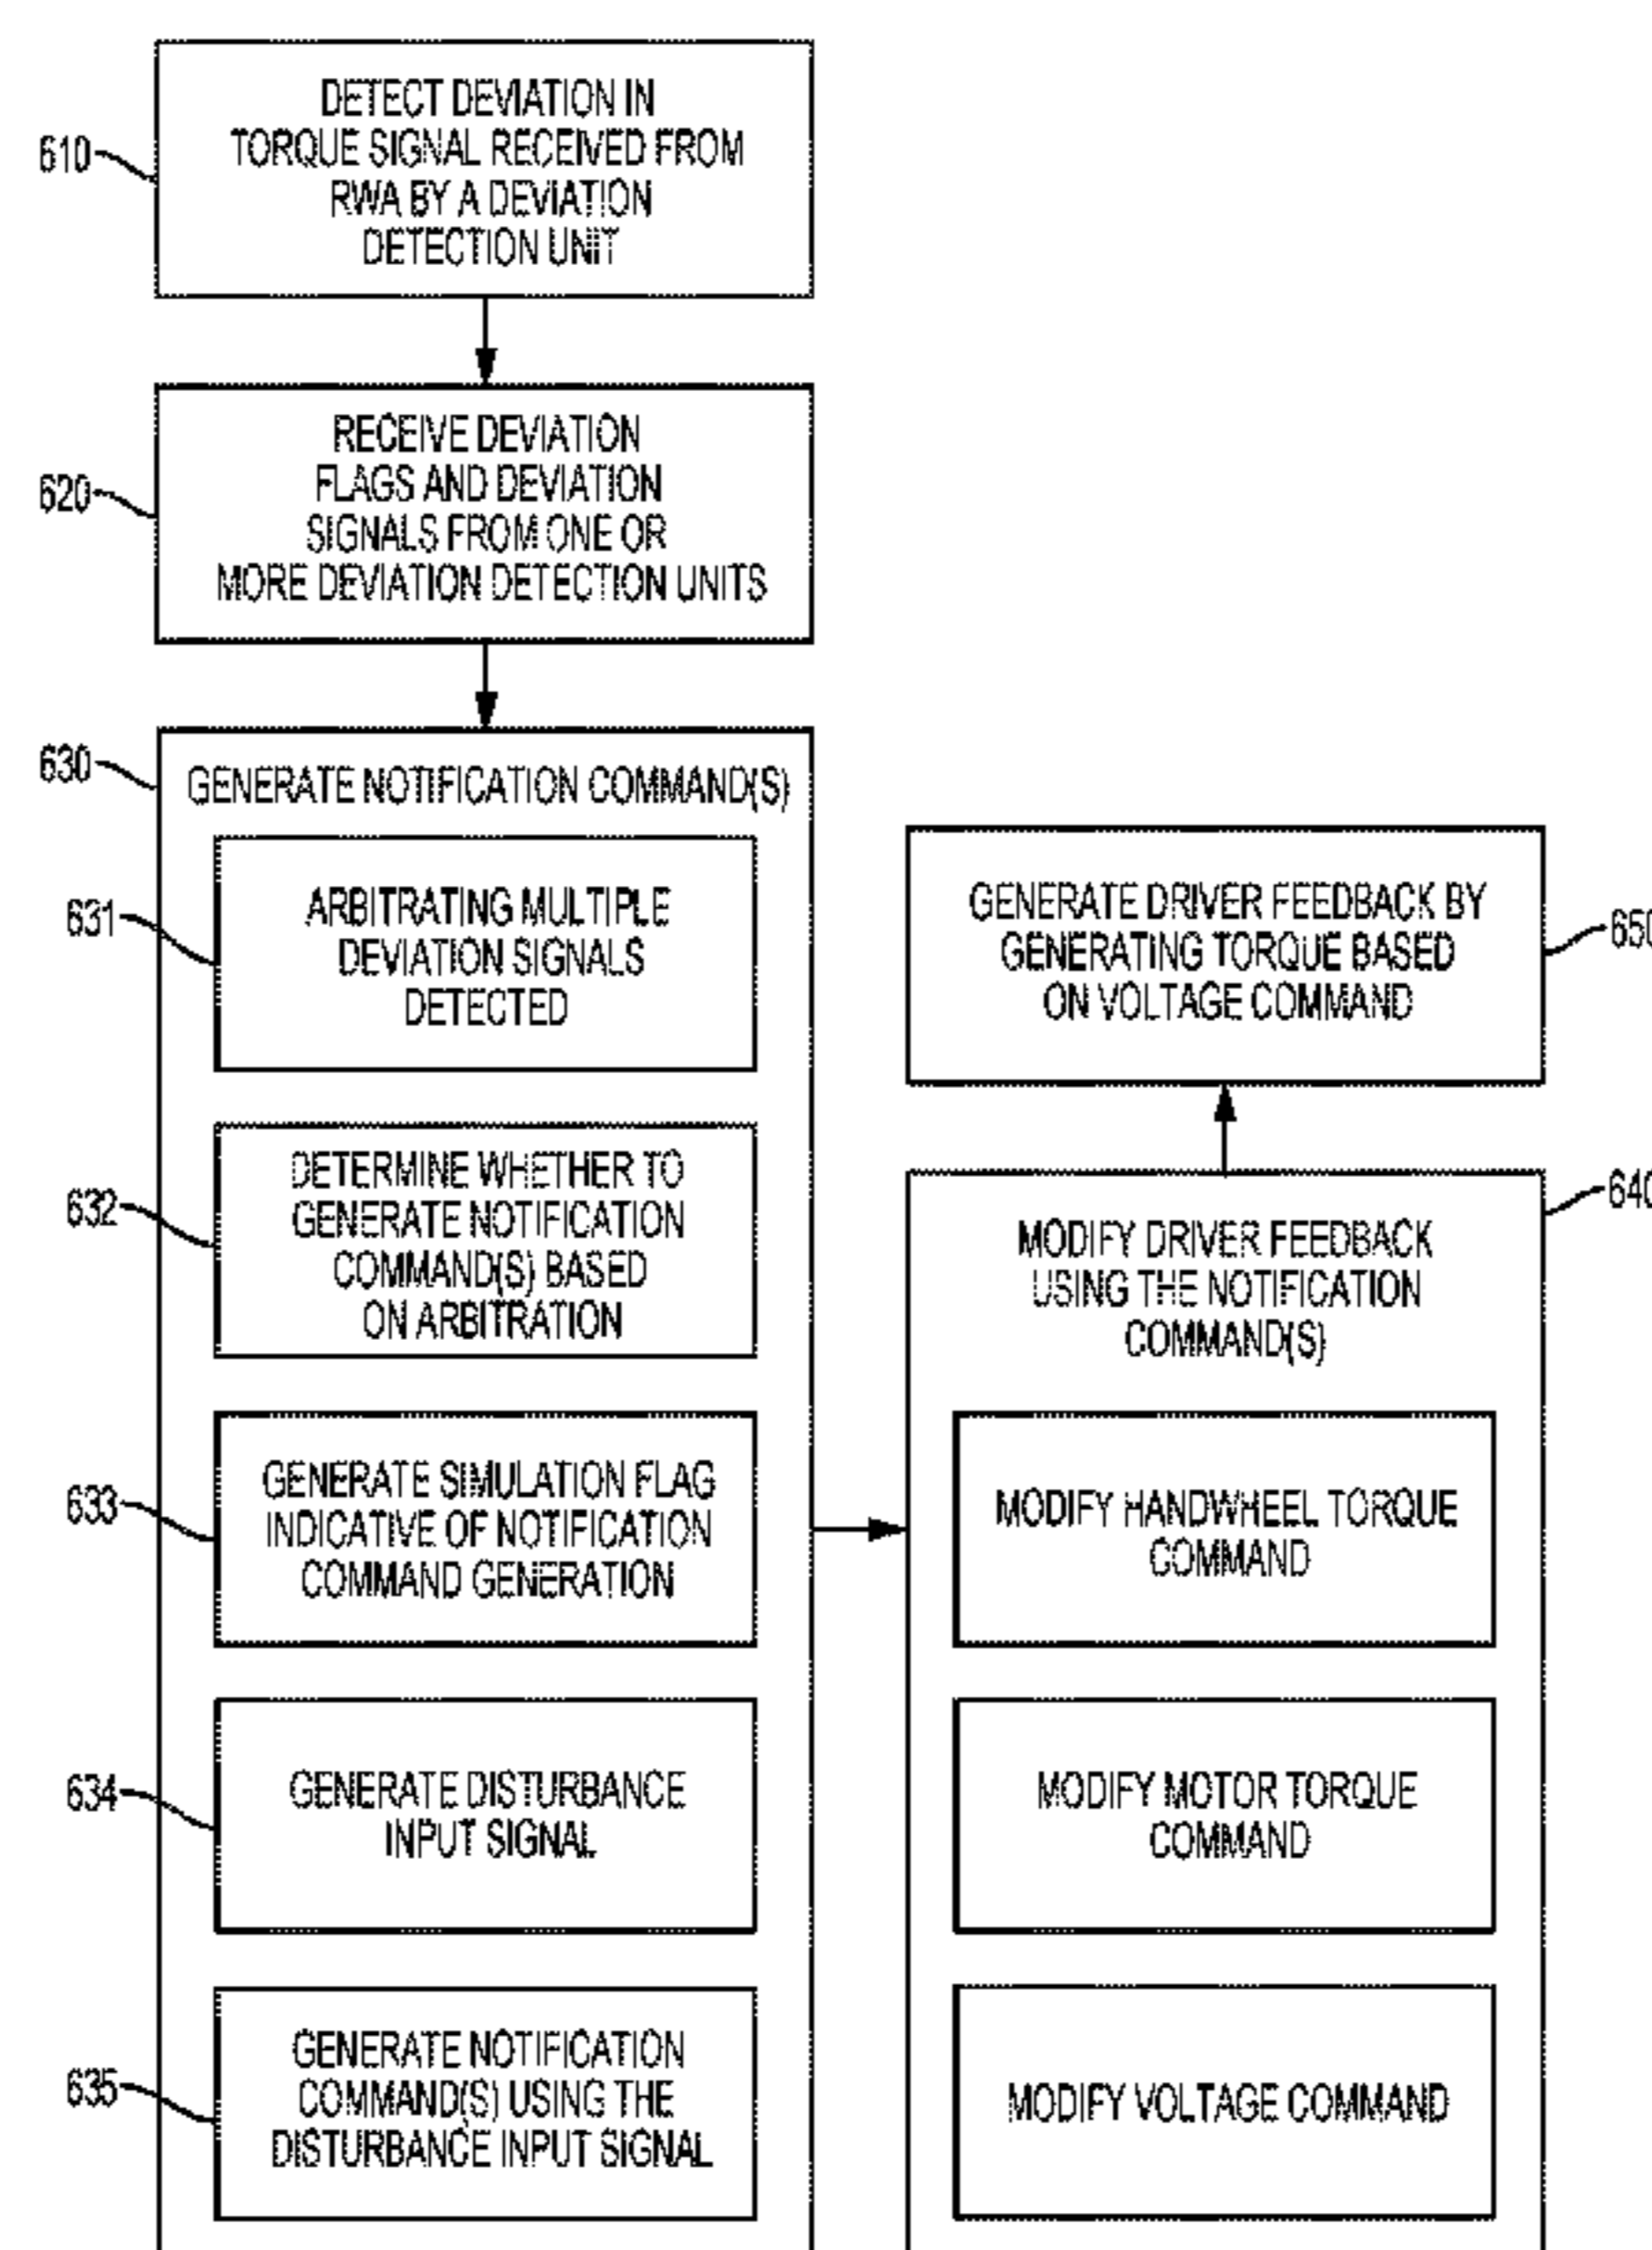 610
DETECT DEVIATION IN
TORQUE SIGNAL RECEIVED FROM
RWA BY A DEVIATION
DETECTION UNIT
620
RECEIVE DEVIATION
FLAGS AND DEVIATION
SIGNALS FROM ONE OR
MORE DEVIATION DETECTION UNITS
630
GENERATE NOTIFICATION COMMAND(S)
631
ARBITRATING MULTIPLE
DEVIATION SIGNALS
DETECTED
632
DETERMINE WHETHER TO
GENERATE NOTIFICATION
COMMAND(S) BASED
ON ARBITRATION
633
GENERATE SIMULATION FLAG
INDICATIVE OF NOTIFICATION
COMMAND GENERATION
634
GENERATE DISTURBANCE
INPUT SIGNAL
635
GENERATE NOTIFICATION
COMMAND(S) USING THE
DISTURBANCE INPUT SIGNAL
GENERATE DRIVER FEEDBACK BY
GENERATING TORQUE BASED
ON VOLTAGE COMMAND
650
640
MODIFY DRIVER FEEDBACK
USING THE NOTIFICATION
COMMAND(S)
MODIFY HANDWHEEL TORQUE
COMMAND
MODIFY MOTOR TORQUE
COMMAND
MODIFY VOLTAGE COMMAND